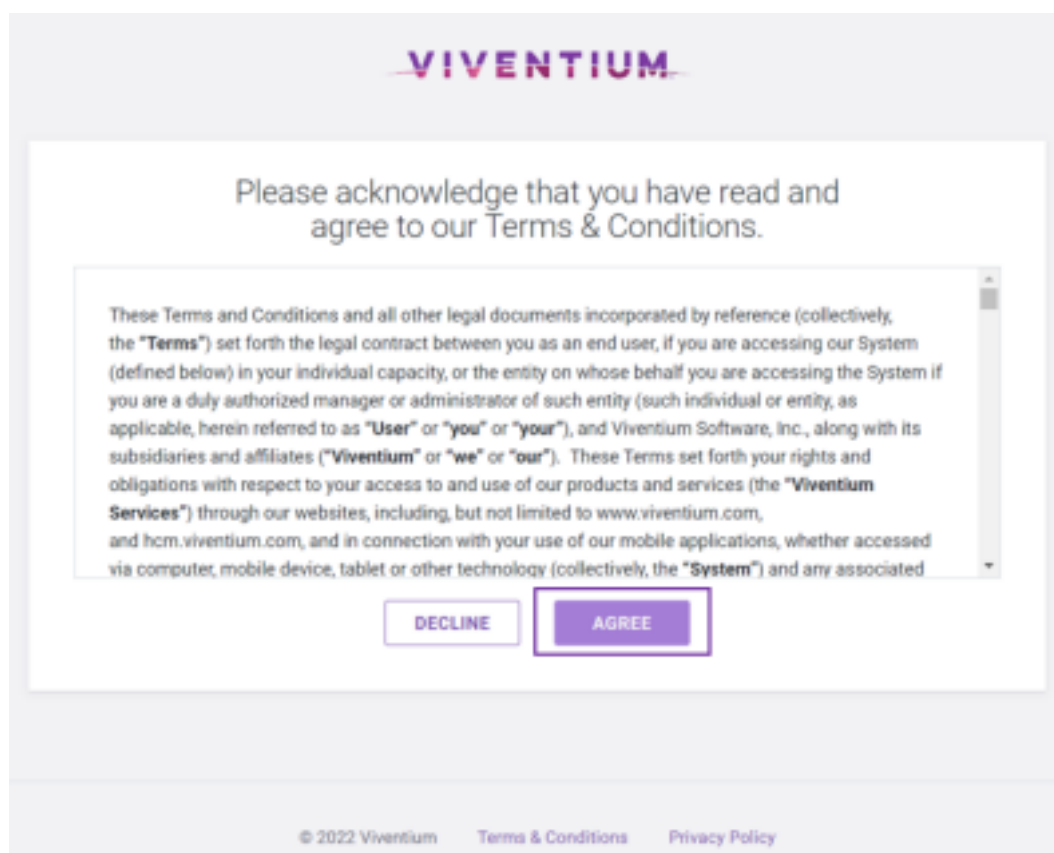 VIVENTIUM
Please acknowledge that you have read and
agree to our Terms & Conditions.
These Terms and Conditions and all other legal documents incorporated by reference (collectively,
the "Terms") set forth the legal contract between you as an end user, if you are accessing our System
(defined below) in your individual capacity, or the entity on whose behalf you are accessing the System if
you are a duly authorized manager or administrator of such entity (such individual or entity, as
applicable, herein referred to as "User" or "you" or "your"), and Viventium Software, Inc., along with its
subsidiaries and affiliates ("Viventium" or "we" or "our"). These Terms set forth your rights and
obligations with respect to your access to and use of our products and services (the "Viventium
Services") through our websites, including, but not limited to www.viventium.com,
and hcm.viventium.com, and in connection with your use of our mobile applications, whether accessed
via computer, mobile device, tablet or other technology (collectively, the "System") and any associated
DECLINE AGREE
© 2022 Viventium Terms & Conditions Privacy Policy